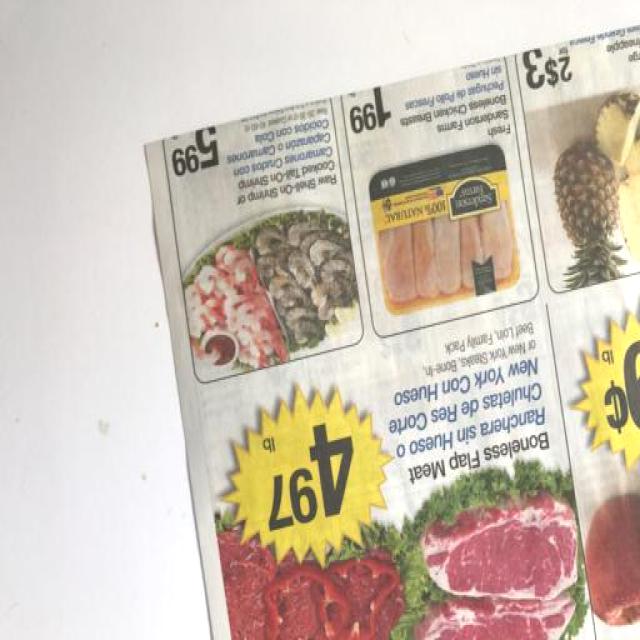 Boneless Flap Meat
Ranchera sin Hueso o
Chuletas de Res Corte
New York Con Hueso
or New York Steaks, Bone-In,
Beef Loin, Family Pack
4 97
lb
9¢
lb
Sanderson
Farms
100% NATURAL
Fresh
Sanderson Farms
Boneless Chicken Breasts
Pechugas de Pollo Frescas
sin Hueso
1 99
Raw Shell-On Shrimp or
Cooked Tail-On Shrimp
Camarones Crudos con
Caparazon o Camarones
Cocidos con Cola
5 99
2$3